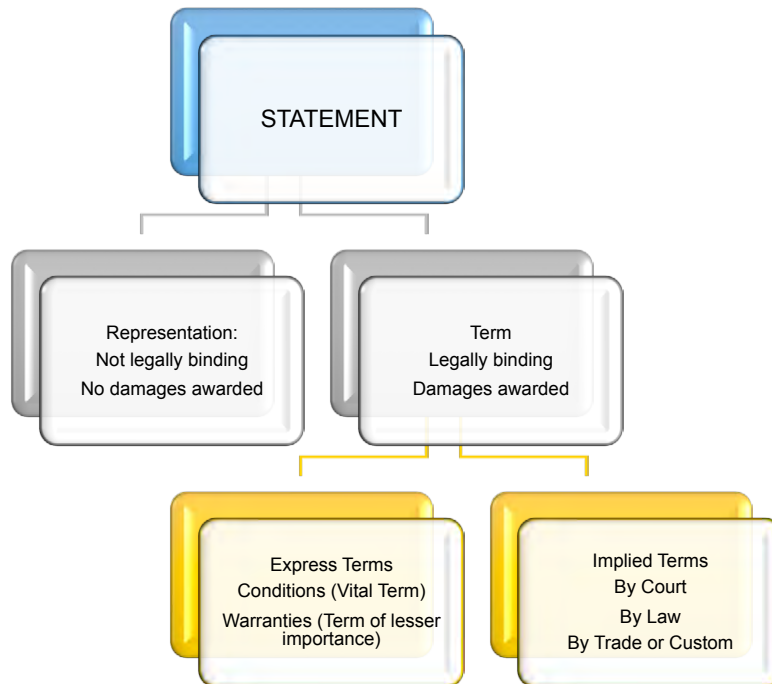 STATEMENT
Representation:
Not legally binding
No damages awarded
Term
Legally binding
Damages awarded
Express Terms
Conditions (Vital Term)
Warranties (Term of lesser
importance)
Implied Terms
By Court
By Law
By Trade or Custom